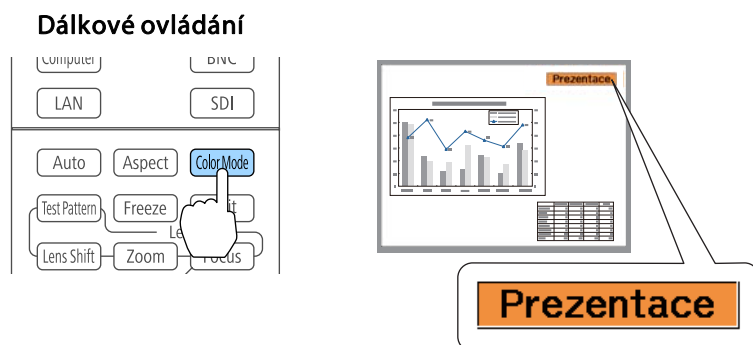 Dálkové ovládání
Computer BNC
LAN SDI
Auto Aspect Color Mode
Test Pattern Freeze
Lens Shift Zoom Focus
Prezentace
Prezentace